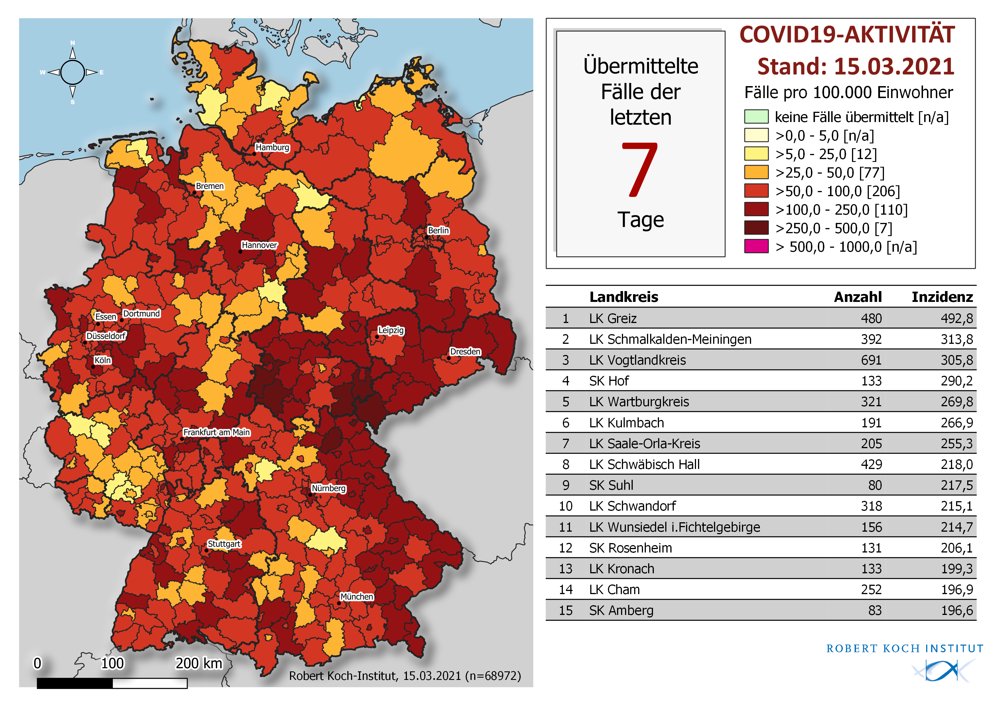 N
W
E
S
Hamburg
Bremen
Berlin
Hannover
Essen
Dortmund
Düsseldorf
Leipzig
Köln
Dresden
Frankfurt am Main
Nürnberg
Stuttgart
München
0 100 200 km
Robert Koch-Institut, 15.03.2021 (n=68972)
Übermittelte
Fälle der
letzten
7
Tage
COVID19-AKTIVITÄT
Stand: 15.03.2021
Fälle pro 100.000 Einwohner
keine Fälle übermittelt [n/a]
>0,0 - 5,0 [n/a]
>5,0 - 25,0 [12]
>25,0 - 50,0 [77]
>50,0 - 100,0 [206]
>100,0 - 250,0 [110]
>250,0 - 500,0 [7]
> 500,0 - 1000,0 [n/a]
Landkreis Anzahl Inzidenz
1 LK Greiz 480 492,8
2 LK Schmalkalden-Meiningen 392 313,8
3 LK Vogtlandkreis 691 305,8
4 SK Hof 133 290,2
5 LK Wartburgkreis 321 269,8
6 LK Kulmbach 191 266,9
7 LK Saale-Orla-Kreis 205 255,3
8 LK Schwäbisch Hall 429 218,0
9 SK Suhl 80 217,5
10 LK Schwandorf 318 215,1
11 LK Wunsiedel i.Fichtelgebirge 156 214,7
12 SK Rosenheim 131 206,1
13 LK Kronach 133 199,3
14 LK Cham 252 196,9
15 SK Amberg 83 196,6
ROBERT KOCH INSTITUT